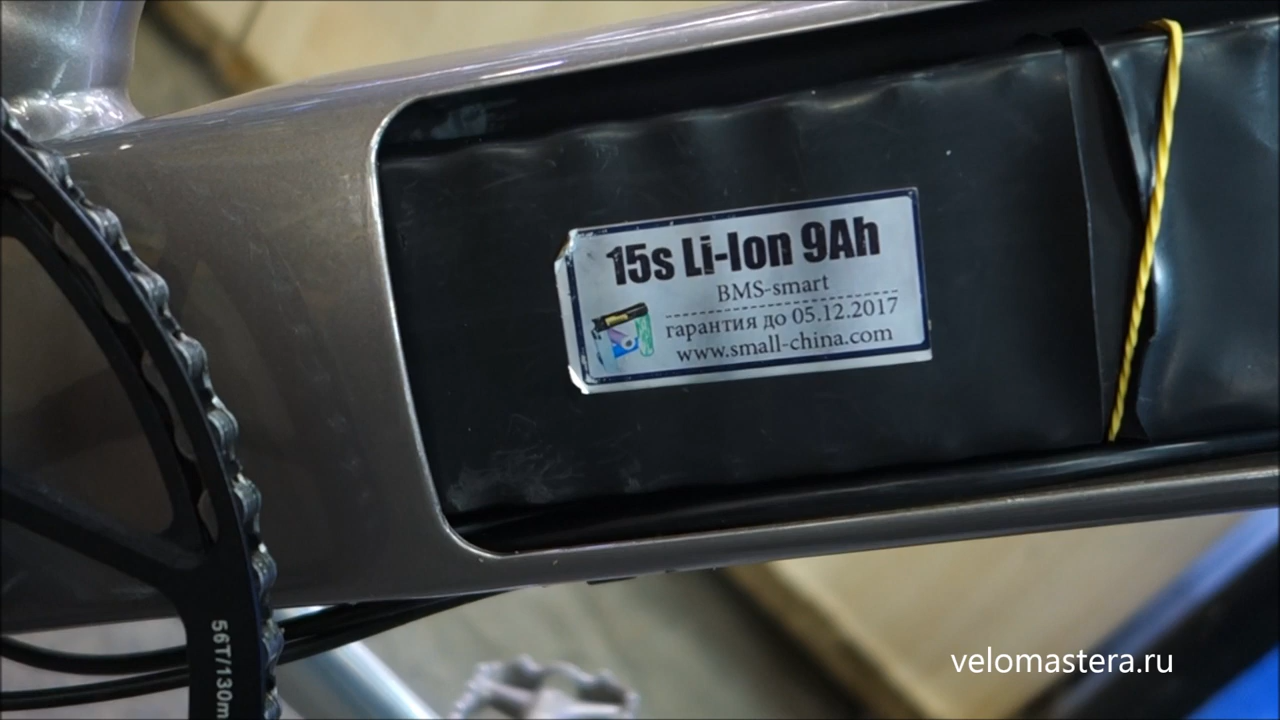 15s Li-Ion 9Ah
BMS-smart
гарантия до 05.12.2017
www.small-china.com
56T/130m
velomastera.ru